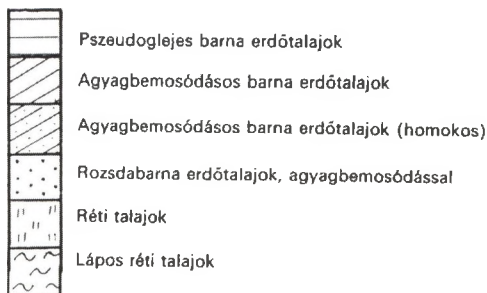 Pszeudoglejes barna erdőtalajok
Agyagbemosódásos barna erdőtalajok
Agyagbemosódásos barna erdőtalajok (homokos)
Rozsdabarna erdőtalajok, agyagbemosódással
Réti talajok
Lápos réti talajok